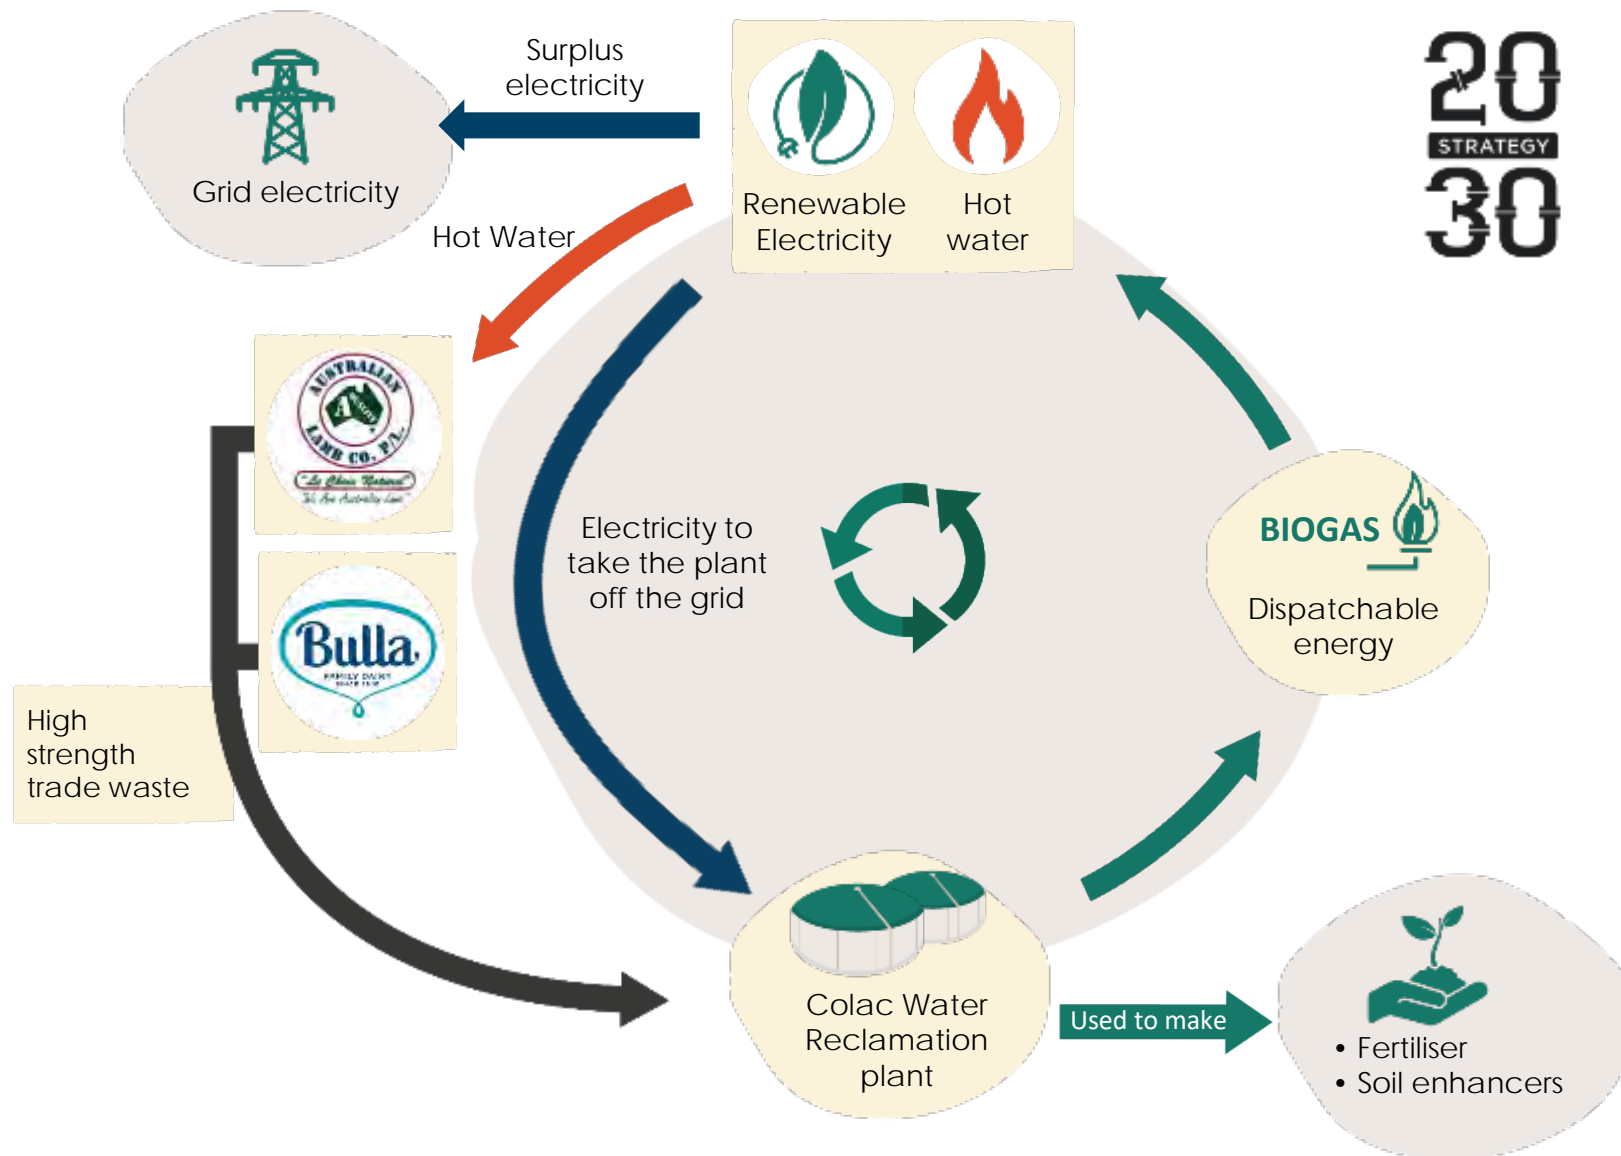 Surplus
electricity
Grid electricity
Renewable
Electricity
Hot
water
20
STRATEGY
30
Hot Water
AUSTRALIAN
A
LAMB CO. P/L.
Electricity to
take the plant
off the grid
BIOGAS
Dispatchable
energy
Bulla
FAMILY DAIRY
High
strength
trade waste
Colac Water
Reclamation
plant
Used to make
• Fertiliser
• Soil enhancers